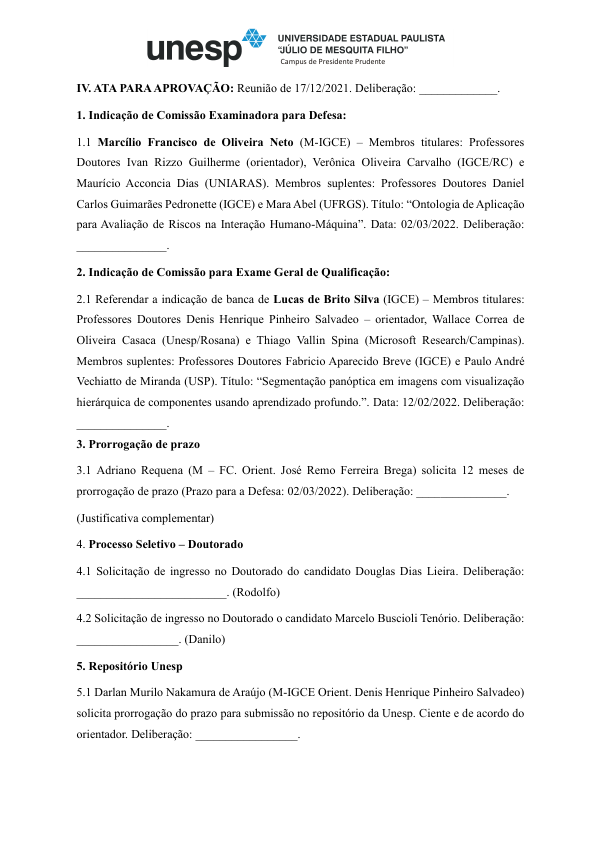 unesp
UNIVERSIDADE ESTADUAL PAULISTA
“JÚLIO DE MESQUITA FILHO”
Campus de Presidente Prudente
IV. ATA PARA APROVAÇÃO: Reunião de 17/12/2021. Deliberação: _____________.
1. Indicação de Comissão Examinadora para Defesa:
1.1 Marcílio Francisco de Oliveira Neto (M-IGCE) – Membros titulares: Professores
Doutores Ivan Rizzo Guilherme (orientador), Verônica Oliveira Carvalho (IGCE/RC) e
Maurício Acconcia Dias (UNIARAS). Membros suplentes: Professores Doutores Daniel
Carlos Guimarães Pedronette (IGCE) e Mara Abel (UFRGS). Título: “Ontologia de Aplicação
para Avaliação de Riscos na Interação Humano-Máquina”. Data: 02/03/2022. Deliberação:
_______________.
2. Indicação de Comissão para Exame Geral de Qualificação:
2.1 Referendar a indicação de banca de Lucas de Brito Silva (IGCE) – Membros titulares:
Professores Doutores Denis Henrique Pinheiro Salvadeo – orientador, Wallace Correa de
Oliveira Casaca (Unesp/Rosana) e Thiago Vallin Spina (Microsoft Research/Campinas).
Membros suplentes: Professores Doutores Fabricio Aparecido Breve (IGCE) e Paulo André
Vechiatto de Miranda (USP). Título: “Segmentação panóptica em imagens com visualização
hierárquica de componentes usando aprendizado profundo.”. Data: 12/02/2022. Deliberação:
_______________.
3. Prorrogação de prazo
3.1 Adriano Requena (M – FC. Orient. José Remo Ferreira Brega) solicita 12 meses de
prorrogação de prazo (Prazo para a Defesa: 02/03/2022). Deliberação: _______________.
(Justificativa complementar)
4. Processo Seletivo – Doutorado
4.1 Solicitação de ingresso no Doutorado do candidato Douglas Dias Lieira. Deliberação:
_________________________. (Rodolfo)
4.2 Solicitação de ingresso no Doutorado o candidato Marcelo Buscioli Tenório. Deliberação:
_________________. (Danilo)
5. Repositório Unesp
5.1 Darlan Murilo Nakamura de Araújo (M-IGCE Orient. Denis Henrique Pinheiro Salvadeo)
solicita prorrogação do prazo para submissão no repositório da Unesp. Ciente e de acordo do
orientador. Deliberação: _________________.